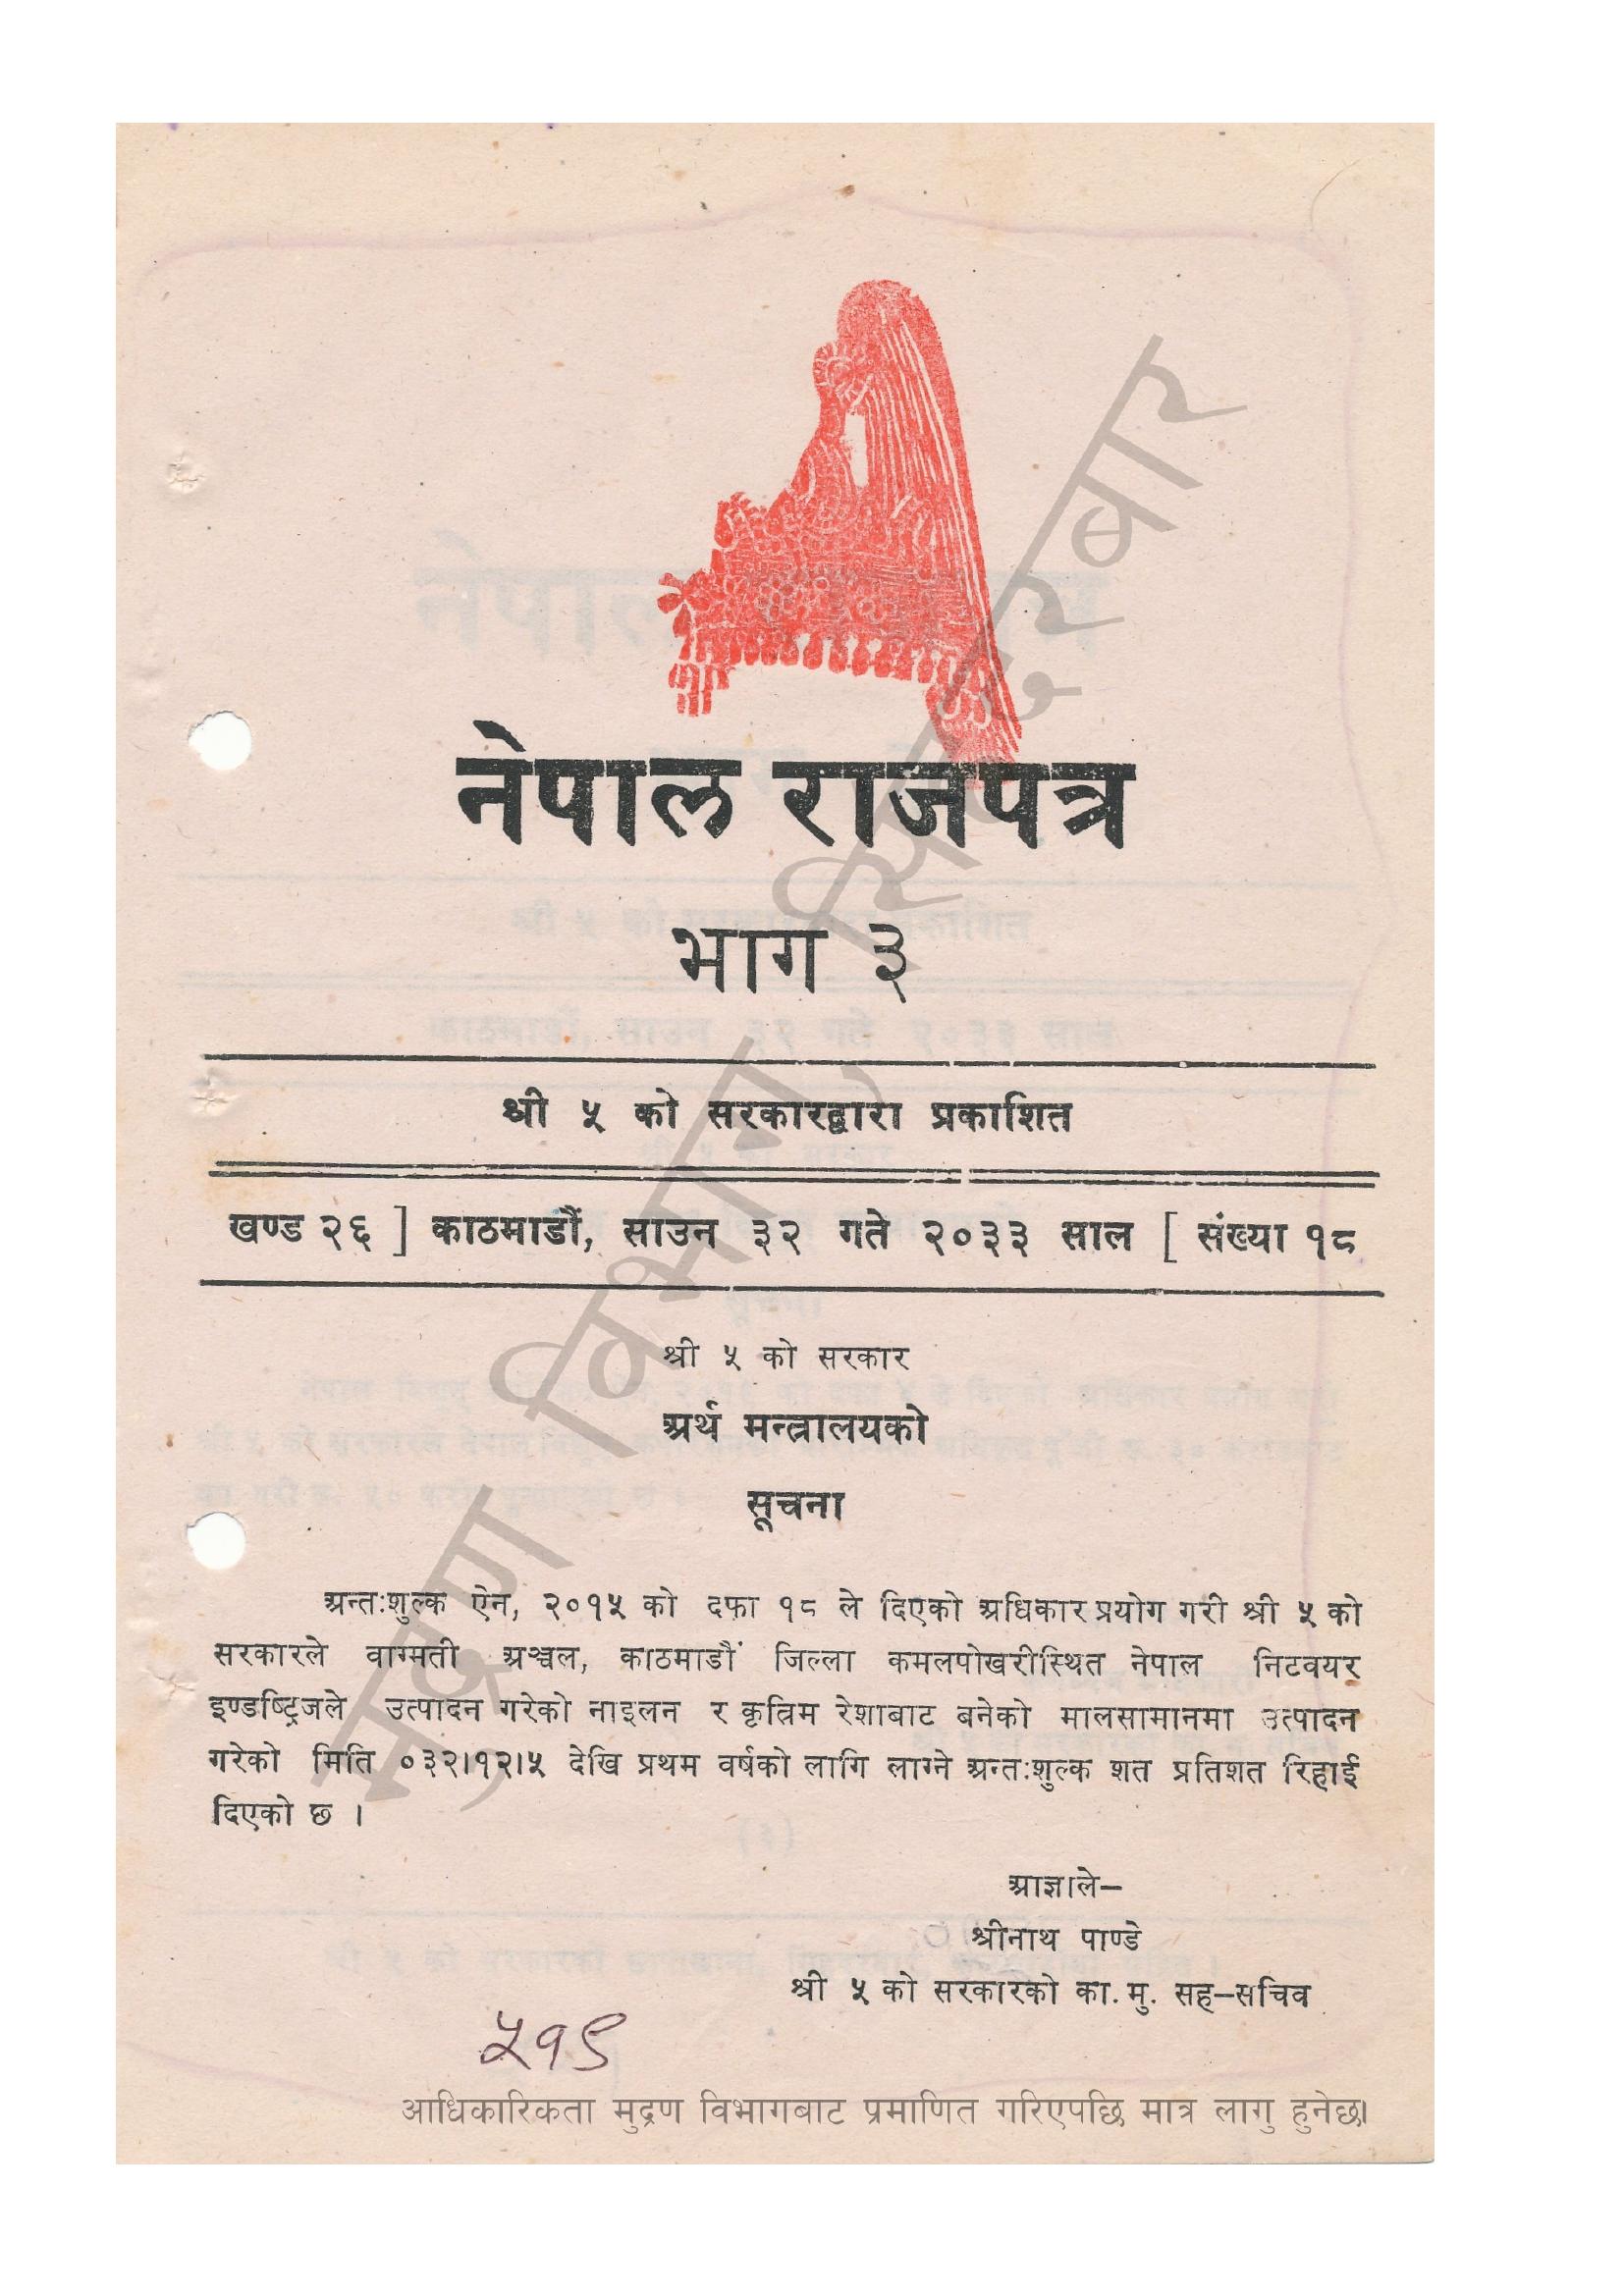 नेपाल राजपत्र
भाग ३
श्री ५ को सरकारद्वारा प्रकाशित
खण्ड २६ ] काठमाडौं, साउन ३२ गते २०३३ साल [ संख्या १८
श्री ५ को सरकार
अर्थ मन्त्रालयको
सूचना
अन्तःशुल्क ऐन, २०१५ को दफा १८ ले दिएको अधिकार प्रयोग गरी श्री ५ को
सरकारले वाग्मती अञ्चल, काठमाडौं जिल्ला कमलपोखरीस्थित नेपाल निटवयर
इण्डष्ट्रिजले उत्पादन गरेको नाइलन र कृत्रिम रेशाबाट बनेको मालसामानमा उत्पादन
गरेको मिति ०३२।१२।५ देखि प्रथम वर्षको लागि लाग्ने अन्तःशुल्क शत प्रतिशत रिहाई
दिएको छ ।
आज्ञाले–
श्रीनाथ पाण्डे
श्री ५ को सरकारको का. मु. सह–सचिव
५१९
आधिकारिकता मुद्रण विभागबाट प्रमाणित गरिएपछि मात्र लागु हुनेछ।
मुद्रण विभाग, सिंहदरबार